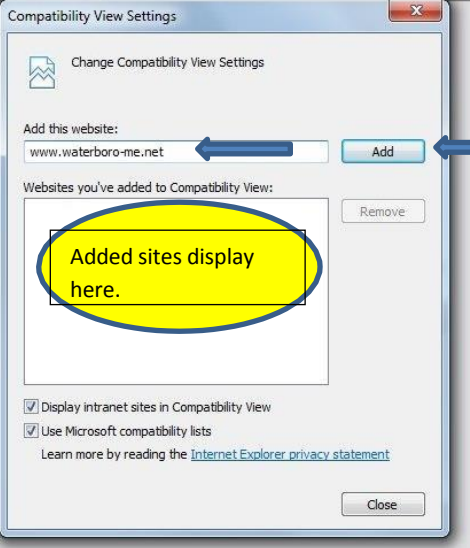 Compatibility View Settings
Change Compatibility View Settings
Add this website:
www.waterboro-me.net
Add
Websites you've added to Compatibility View:
Remove
Added sites display
here.
Display intranet sites in Compatibility View
Use Microsoft compatibility lists
Learn more by reading the Internet Explorer privacy statement
Close